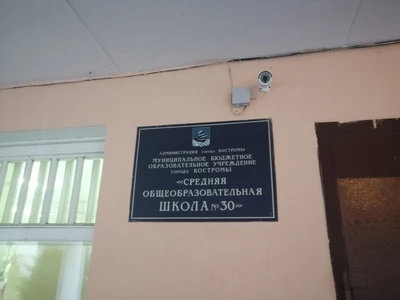 АДМИНИСТРАЦИЯ ГОРОДА КОСТРОМЫ
МУНИЦИПАЛЬНОЕ БЮДЖЕТНОЕ
ОБРАЗОВАТЕЛЬНОЕ УЧРЕЖДЕНИЕ
ГОРОДА КОСТРОМЫ
«СРЕДНЯЯ
ОБЩЕОБРАЗОВАТЕЛЬНАЯ
ШКОЛА №30»